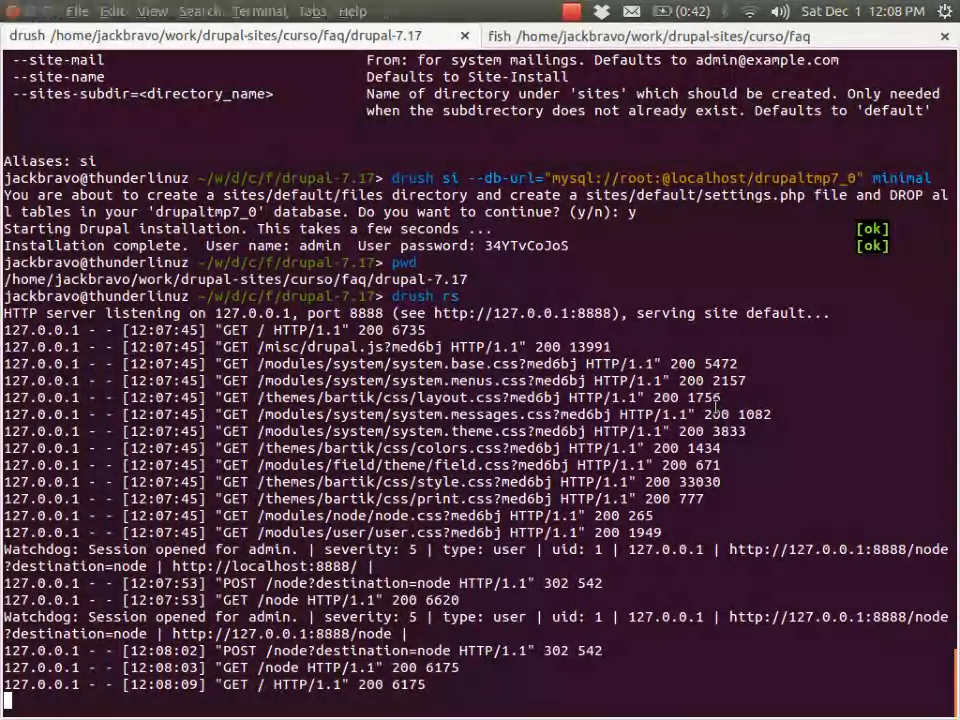 File Edit View Search Terminal Tabs Help (0:42) Sat Dec 1 12:08 PM
drush /home/jackbravo/work/drupal-sites/curso/faq/drupal-7.17 × fish /home/jackbravo/work/drupal-sites/curso/faq ×
--site-mail From: for system mailings. Defaults to admin@example.com
--site-name Defaults to Site-Install
--sites-subdir=<directory_name> Name of directory under 'sites' which should be created. Only needed
when the subdirectory does not already exist. Defaults to 'default'
Aliases: si
jackbravo@thunderlinuz ~/w/d/c/f/drupal-7.17> drush si --db-url="mysql://root:@localhost/drupaltmp7_0" minimal
You are about to create a sites/default/files directory and create a sites/default/settings.php file and DROP al
l tables in your 'drupaltmp7_0' database. Do you want to continue? (y/n): y
Starting Drupal installation. This takes a few seconds ... [ok]
Installation complete. User name: admin User password: 34YTvCoJoS [ok]
jackbravo@thunderlinuz ~/w/d/c/f/drupal-7.17> pwd
/home/jackbravo/work/drupal-sites/curso/faq/drupal-7.17
jackbravo@thunderlinuz ~/w/d/c/f/drupal-7.17> drush rs
HTTP server listening on 127.0.0.1, port 8888 (see http://127.0.0.1:8888/), serving site default...
127.0.0.1 - - [12:07:45] "GET / HTTP/1.1" 200 6735
127.0.0.1 - - [12:07:45] "GET /misc/drupal.js?med6bj HTTP/1.1" 200 13991
127.0.0.1 - - [12:07:45] "GET /modules/system/system.base.css?med6bj HTTP/1.1" 200 5472
127.0.0.1 - - [12:07:45] "GET /modules/system/system.menus.css?med6bj HTTP/1.1" 200 2157
127.0.0.1 - - [12:07:45] "GET /themes/bartik/css/layout.css?med6bj HTTP/1.1" 200 1756
127.0.0.1 - - [12:07:45] "GET /modules/system/system.messages.css?med6bj HTTP/1.1" 200 1082
127.0.0.1 - - [12:07:45] "GET /modules/system/system.theme.css?med6bj HTTP/1.1" 200 3833
127.0.0.1 - - [12:07:45] "GET /themes/bartik/css/colors.css?med6bj HTTP/1.1" 200 1434
127.0.0.1 - - [12:07:45] "GET /modules/field/theme/field.css?med6bj HTTP/1.1" 200 671
127.0.0.1 - - [12:07:45] "GET /themes/bartik/css/style.css?med6bj HTTP/1.1" 200 33030
127.0.0.1 - - [12:07:45] "GET /themes/bartik/css/print.css?med6bj HTTP/1.1" 200 777
127.0.0.1 - - [12:07:45] "GET /modules/node/node.css?med6bj HTTP/1.1" 200 265
127.0.0.1 - - [12:07:45] "GET /modules/user/user.css?med6bj HTTP/1.1" 200 1949
Watchdog: Session opened for admin. | severity: 5 | type: user | uid: 1 | 127.0.0.1 | http://127.0.0.1:8888/node
?destination=node | http://localhost:8888/ |
127.0.0.1 - - [12:07:53] "POST /node?destination=node HTTP/1.1" 302 542
127.0.0.1 - - [12:07:53] "GET /node HTTP/1.1" 200 6620
Watchdog: Session opened for admin. | severity: 5 | type: user | uid: 1 | 127.0.0.1 | http://127.0.0.1:8888/node
?destination=node | http://127.0.0.1:8888/node |
127.0.0.1 - - [12:08:02] "POST /node?destination=node HTTP/1.1" 302 542
127.0.0.1 - - [12:08:03] "GET /node HTTP/1.1" 200 6175
127.0.0.1 - - [12:08:09] "GET / HTTP/1.1" 200 6175